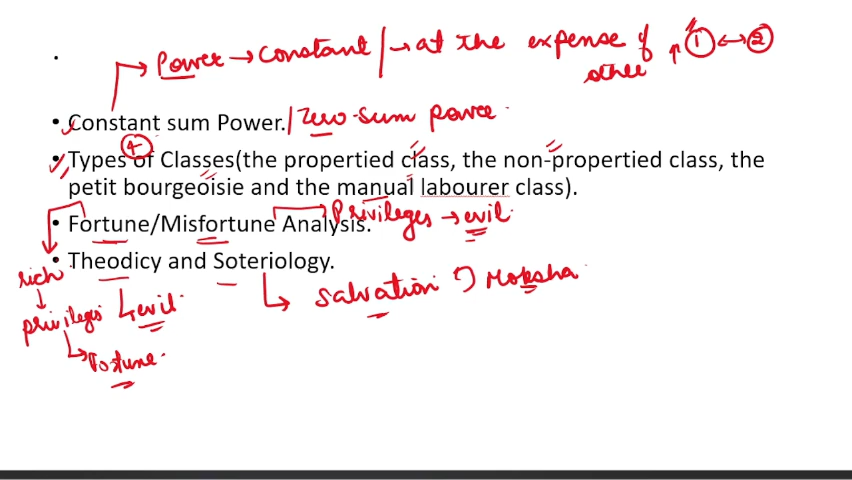 Power → constant / → at the expense of
other ↑ 1 ↔ 2
• Constant sum Power. / Zero-sum power.
4
• Types of Classes(the propertied class, the non-propertied class, the
petit bourgeoisie and the manual labourer class).
• Fortune/Misfortune Analysis.
Privileges → evil.
• Theodicy and Soteriology.
rich
↓
privileges
evil.
Salvation
Moksha
Fortune.